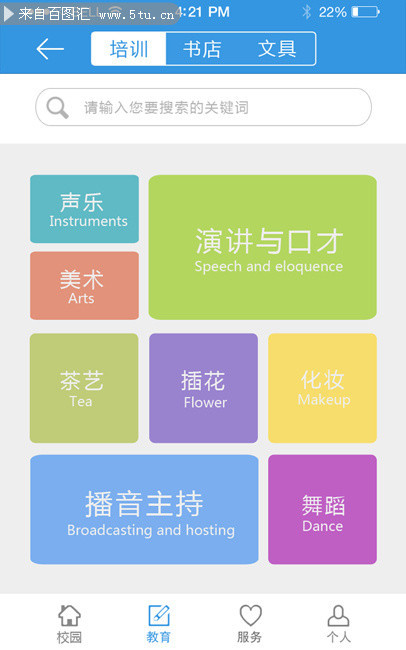 来自百图汇 www.5tu.cn
4:21 PM
22%
培训
书店
文具
请输入您要搜索的关键词
声乐
Instruments
演讲与口才
Speech and eloquence
美术
Arts
茶艺
Tea
插花
Flower
化妆
Makeup
播音主持
Broadcasting and hosting
舞蹈
Dance
校园
教育
服务
个人